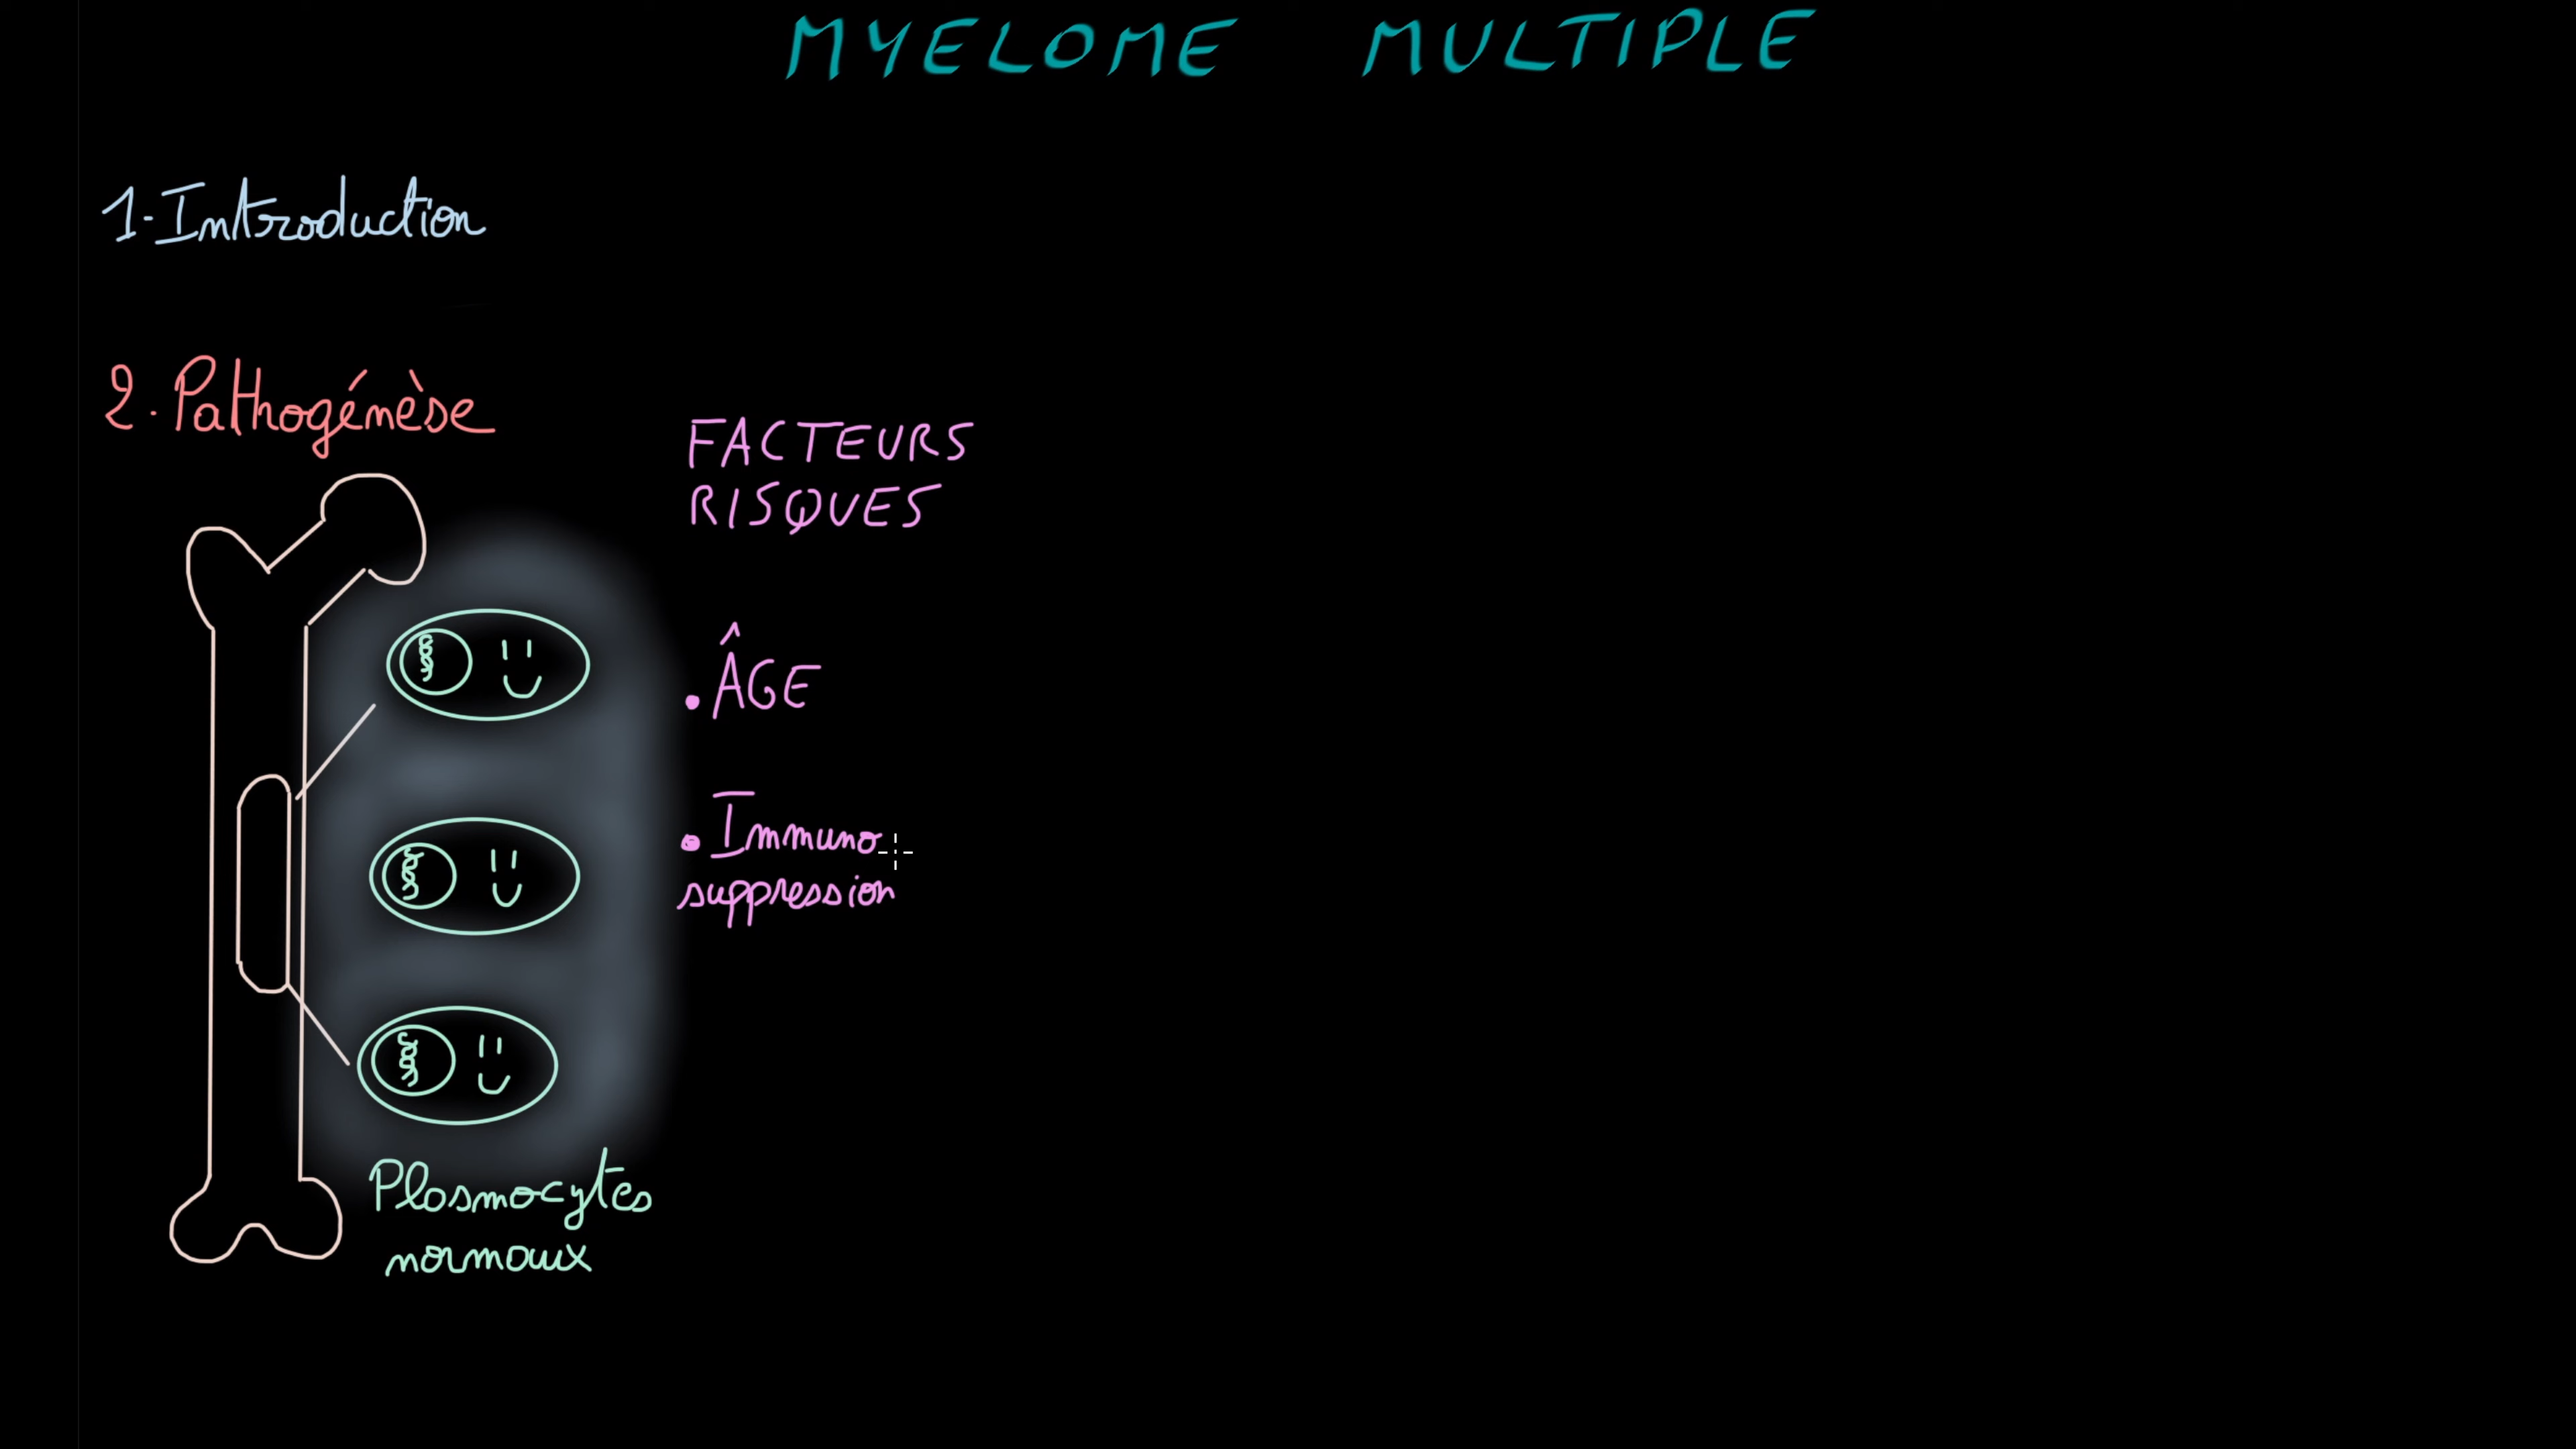 MYELOME MULTIPLE
1-Introduction
2.Pathogénèse
FACTEURS
RISQUES
• ÂGE
• Immuno
suppression
Plasmocytes
normaux